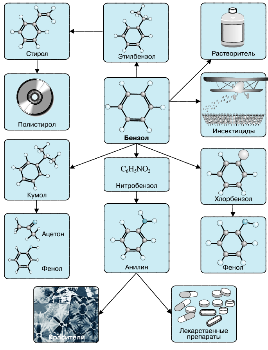 Стирол
Этилбензол
Растворитель
Полистирол
Бензол
Инсектициды
Кумол
C₆H₅NO₂
Нитробензол
Хлорбензол
Ацетон
Фенол
Анилин
Фенол
Красители
Лекарственные
препараты